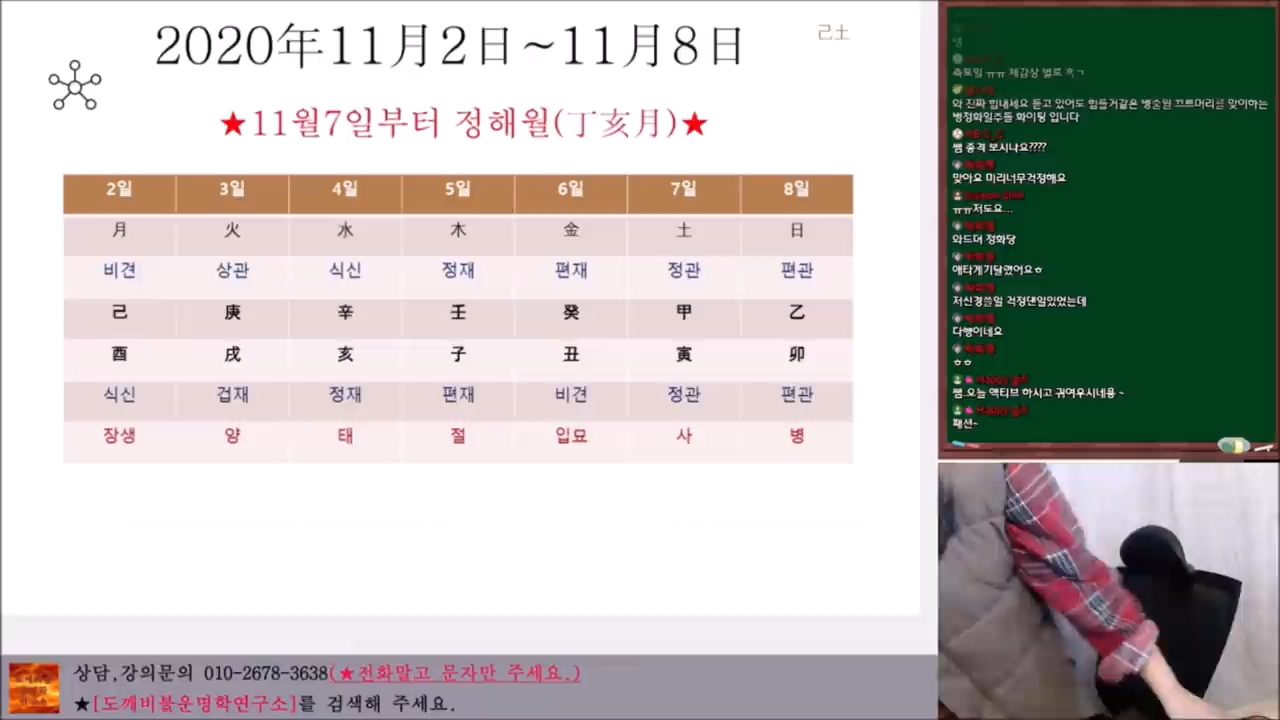 2020年11月2日~11月8日
己土
★11월7일부터 정해월(丁亥月)★
2일 3일 4일 5일 6일 7일 8일
月 火 水 木 金 土 日
비견 상관 식신 정재 편재 정관 편관
己 庚 辛 壬 癸 甲 乙
酉 戌 亥 子 丑 寅 卯
식신 겁재 정재 편재 비견 정관 편관
장생 양 태 절 입묘 사 병
상담,강의문의 010-2678-3638(★전화말고 문자만 주세요.)
★[도깨비불운명학연구소]를 검색해 주세요.
축토일 ㅠㅠ 제감상 별로 흑ㄱ
와 진짜 힘내세요 듣고 있어도 힘들거같은 병술월 끄트머리를 맞이하는
병정화일주들 화이팅 입니다
쌤 충격 보시나요????
맞아요 미리너무걱정해요
ㅠㅠ저도요...
와드뎌 정화당
애타게기달렸어요ㅎ
저신경쓸일 걱정댄일있었는데
다행이네요
ㅎㅎ
쌤 오늘 액티브 하시고 귀여우시네용 ~
패션~